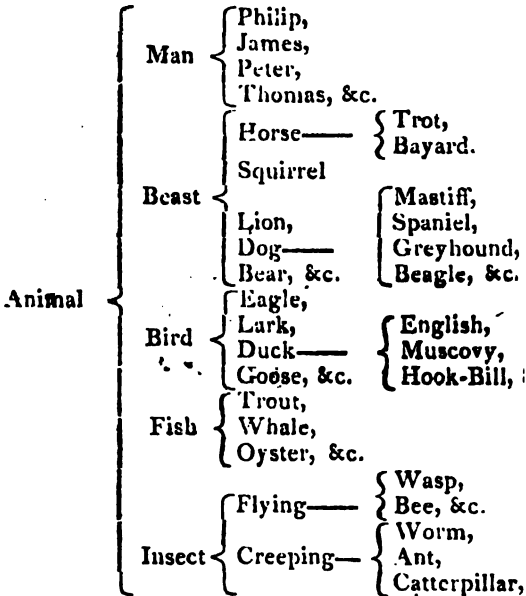 Philip,
Man James,
Peter,
Thomas, &c.
Horse Trot,
Bayard.
Squirrel
Beast
Mastiff,
Lion, Spaniel,
Dog Greyhound,
Bear, &c. Beagle, &c.
Animal
Eagle,
Bird Lark, English,
Duck Muscovy,
Goose, &c. Hook-Bill,
Trout,
Fish Whale,
Oyster, &c.
Wasp,
Flying Bee, &c.
Worm,
Insect Creeping Ant,
Catterpillar,